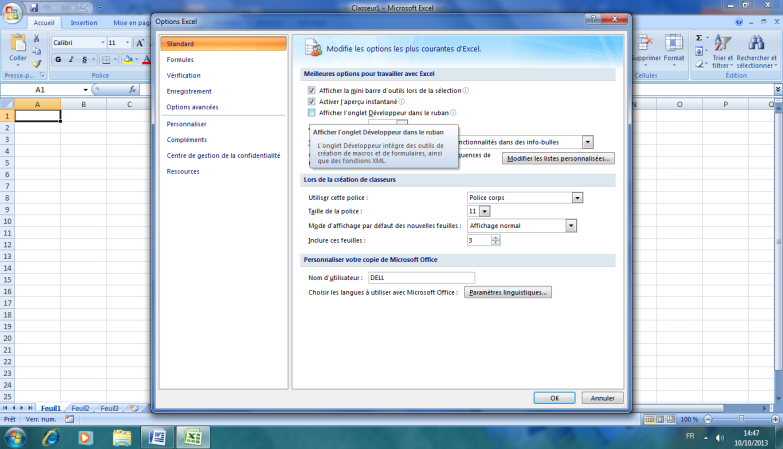 Classeur1 - Microsoft Excel
Options Excel
Accueil
Insertion
Mise en pag
Coller
Calibri
11
G I S
Presse-p...
Police
Supprimer Format
Cellules
Trier et filtrer
Rechercher et sélectionner
Édition
A1
fx
A B C O P Q
1
2
3
4
5
6
7
8
9
10
11
12
13
14
15
16
17
18
19
20
21
22
23
24
25
Standard
Formules
Vérification
Enregistrement
Options avancées
Personnaliser
Compléments
Centre de gestion de la confidentialité
Ressources
Modifie les options les plus courantes d'Excel.
Meilleures options pour travailler avec Excel
Afficher la mini barre d'outils lors de la sélection
Activer l'aperçu instantané
Afficher l'onglet Développeur dans le ruban
Afficher l'onglet Développeur dans le ruban
L'onglet Développeur intègre des outils de
création de macros et de formulaires, ainsi
que des fonctions XML.
nctionnalités dans des info-bulles
quences de
Modifier les listes personnalisées...
Lors de la création de classeurs
Utiliser cette police : Police corps
Taille de la police : 11
Mode d'affichage par défaut des nouvelles feuilles : Affichage normal
Inclure ces feuilles : 3
Personnaliser votre copie de Microsoft Office
Nom d'utilisateur : DELL
Choisir les langues à utiliser avec Microsoft Office : Paramètres linguistiques...
OK Annuler
Feuil1 Feuil2 Feuil3
Prêt Verr. num.
100 %
FR
14:47
10/10/2013